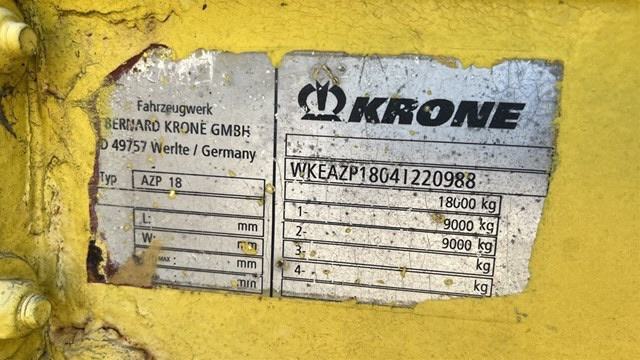 Fahrzeugwerk
BERNARD KRONE GMBH
D 49757 Werlte / Germany
Typ AZP 18
L: mm
W: mm
MAX: mm
mm
KRONE
WKEAZP18041220988
18000 kg
1- 9000 kg
2- 9000 kg
3- kg
4- kg